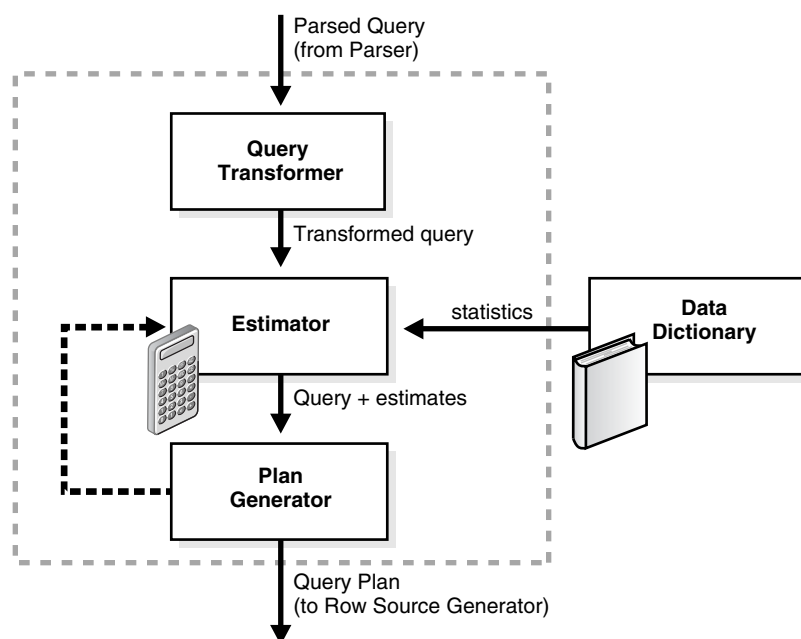 Parsed Query
(from Parser)
Query
Transformer
Transformed query
Estimator
statistics
Data
Dictionary
Query + estimates
Plan
Generator
Query Plan
(to Row Source Generator)